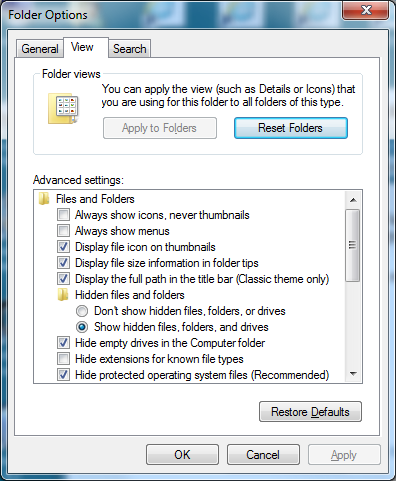 Folder Options
General
View
Search
Folder views
You can apply the view (such as Details or Icons) that
you are using for this folder to all folders of this type.
Apply to Folders
Reset Folders
Advanced settings:
Files and Folders
Always show icons, never thumbnails
Always show menus
Display file icon on thumbnails
Display file size information in folder tips
Display the full path in the title bar (Classic theme only)
Hidden files and folders
Don't show hidden files, folders, or drives
Show hidden files, folders, and drives
Hide empty drives in the Computer folder
Hide extensions for known file types
Hide protected operating system files (Recommended)
Restore Defaults
OK
Cancel
Apply